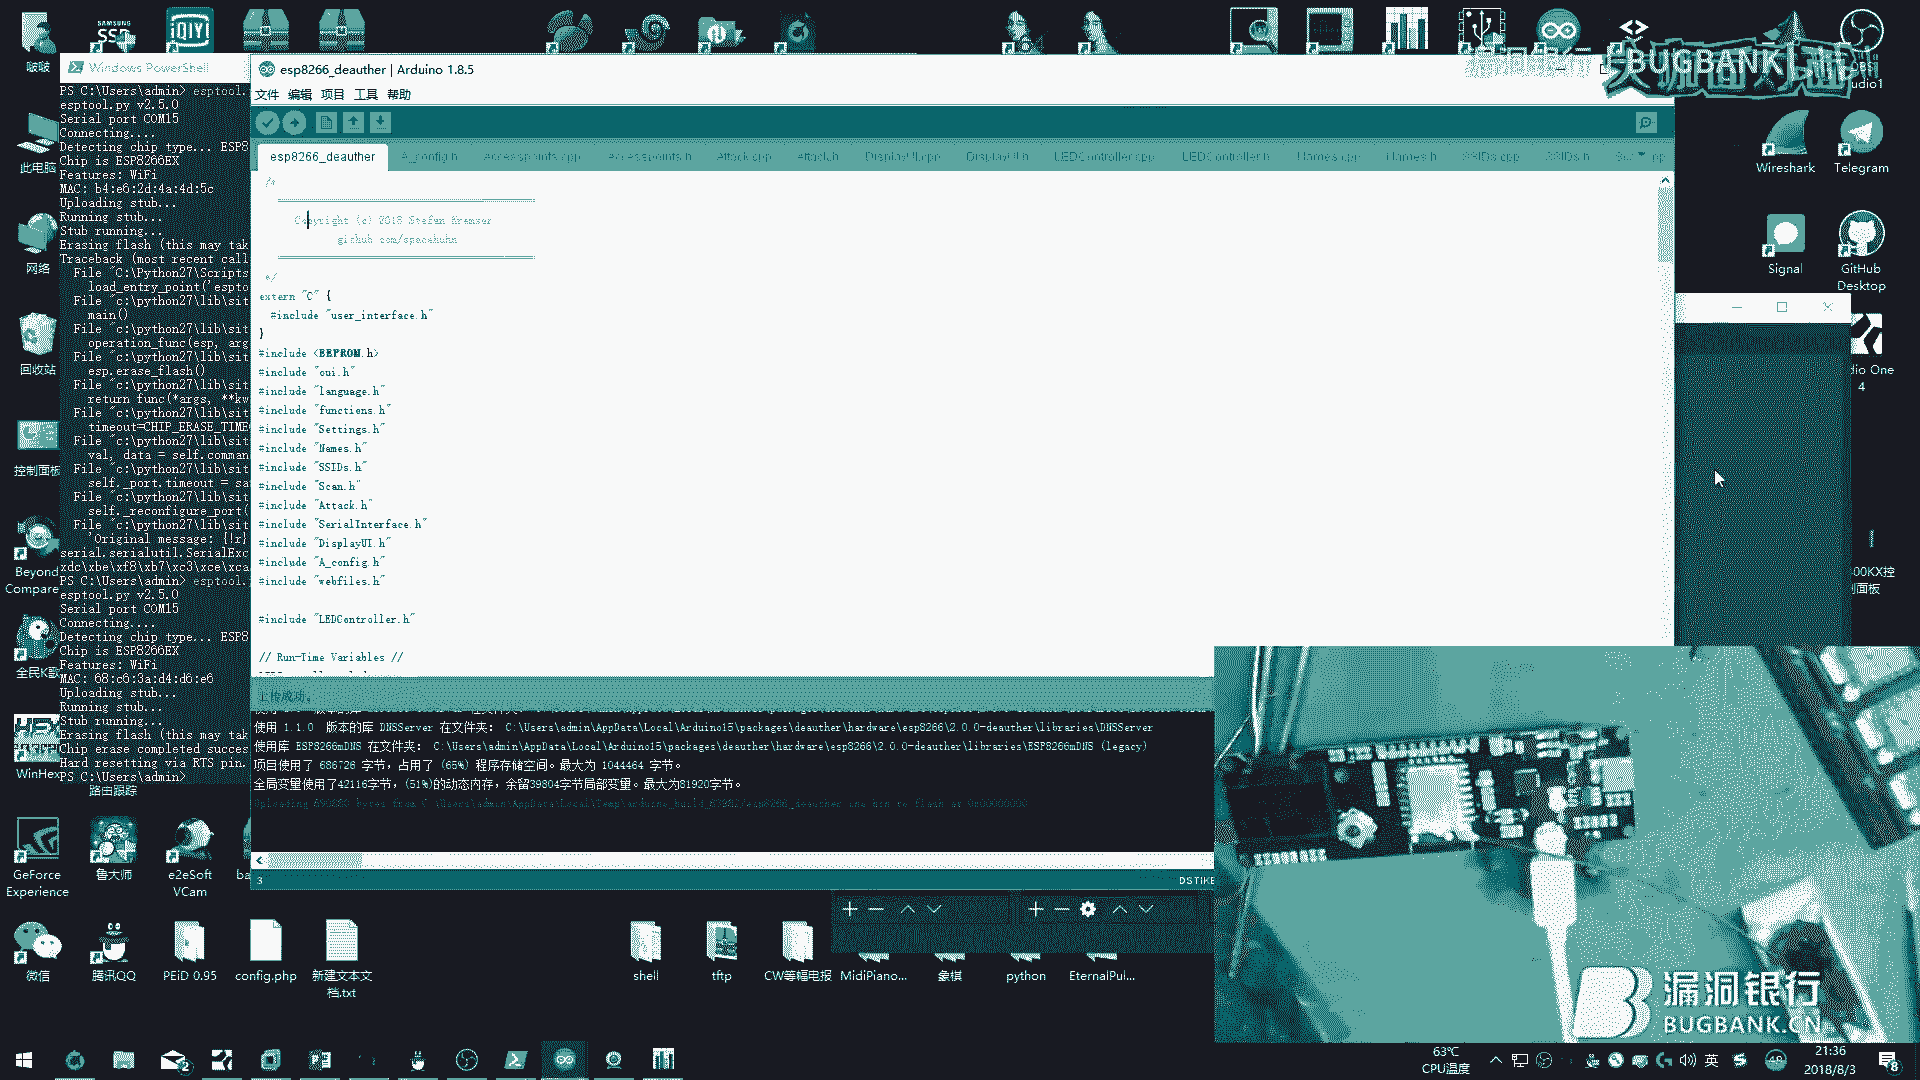 SAMSUNG
SSD
iQIYI
啵啵
此电脑
网络
回收站
控制面板
Beyond
Compare
全民K歌
WinHex
路由跟踪
GeForce
Experience
鲁大师
e2eSoft
VCam
微信
腾讯QQ
PEiD 0.95
config.php
新建文本文
档.txt
shell
tftp
CW等幅电报
MidiPiano...
象棋
python
EternalPul...
Windows PowerShell
PS C:\Users\admin> esptool.
esptool.py v2.5.0
Serial port COM15
Connecting....
Detecting chip type... ESP8
Chip is ESP8266EX
Features: WiFi
MAC: b4:e6:2d:4a:4d:5c
Uploading stub...
Running stub...
Stub running...
Erasing flash (this may tak
Traceback (most recent call
File "C:\Python27\Scripts
load_entry_point('espto
File "c:\python27\lib\sit
main()
File "c:\python27\lib\sit
operation_func(esp, arg
File "c:\python27\lib\sit
esp.erase_flash()
File "c:\python27\lib\sit
return func(*args, **kw
File "c:\python27\lib\sit
timeout=CHIP_ERASE_TIME
File "c:\python27\lib\sit
val, data = self.comman
File "c:\python27\lib\sit
self._port.timeout = sa
File "c:\python27\lib\sit
self._reconfigure_port(
File "c:\python27\lib\sit
'Original message: {!r}
serial.serialutil.SerialExc
xdc\xbe\xf8\xb7\xc3\xce\xca
PS C:\Users\admin> esptool.
esptool.py v2.5.0
Serial port COM15
Connecting....
Detecting chip type... ESP8
Chip is ESP8266EX
Features: WiFi
MAC: 68:c6:3a:d4:d6:e6
Uploading stub...
Running stub...
Stub running...
Erasing flash (this may tak
Chip erase completed succes
Hard resetting via RTS pin.
PS C:\Users\admin>
esp8266_deauther | Arduino 1.8.5
文件 编辑 项目 工具 帮助
esp8266_deauther A_config.h Accesspoints.cpp Accesspoints.h Attack.cpp Attack.h DisplayUI.cpp DisplayUI.h LEDController.cpp LEDController.h Names.cpp Names.h SSIDs.cpp SSIDs.h
/*
Copyright (c) 2018 Stefan Kremser
github.com/spacehuhn
*/
extern "C" {
#include "user_interface.h"
}
#include <EEPROM.h>
#include "oui.h"
#include "language.h"
#include "functions.h"
#include "Settings.h"
#include "Names.h"
#include "SSIDs.h"
#include "Scan.h"
#include "Attack.h"
#include "SerialInterface.h"
#include "DisplayUI.h"
#include "A_config.h"
#include "webfiles.h"
#include "LEDController.h"
// Run-Time Variables //
上传成功。
使用 1.1.0 版本的库 DNSServer 在文件夹: C:\Users\admin\AppData\Local\Arduino15\packages\deauther\hardware\esp8266\2.0.0-deauther\libraries\DNSServer
使用库 ESP8266mDNS 在文件夹: C:\Users\admin\AppData\Local\Arduino15\packages\deauther\hardware\esp8266\2.0.0-deauther\libraries\ESP8266mDNS (legacy)
项目使用了 686726 字节，占用了 (65%) 程序存储空间。最大为 1044464 字节。
全局变量使用了42116字节，(51%)的动态内存，余留39804字节局部变量。最大为81920字节。
3
DSTIKE
漏洞银行 | BUGBANK |
大咖面对面
Wireshark
Telegram
Signal
GitHub
Desktop
dio One
4
漏洞银行
BUGBANK.CN
63℃
CPU温度
英
21:36
2018/8/3
8